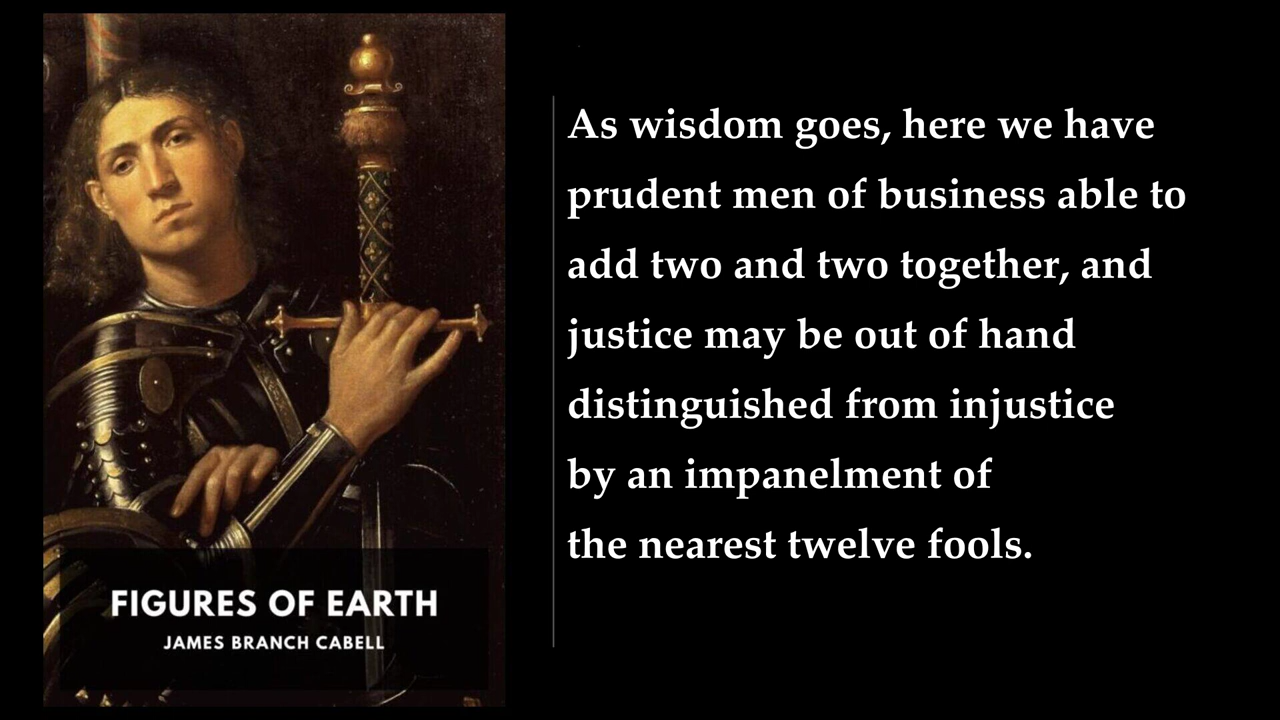 As wisdom goes, here we have
prudent men of business able to
add two and two together, and
justice may be out of hand
distinguished from injustice
by an impanelment of
the nearest twelve fools.
FIGURES OF EARTH
JAMES BRANCH CABELL